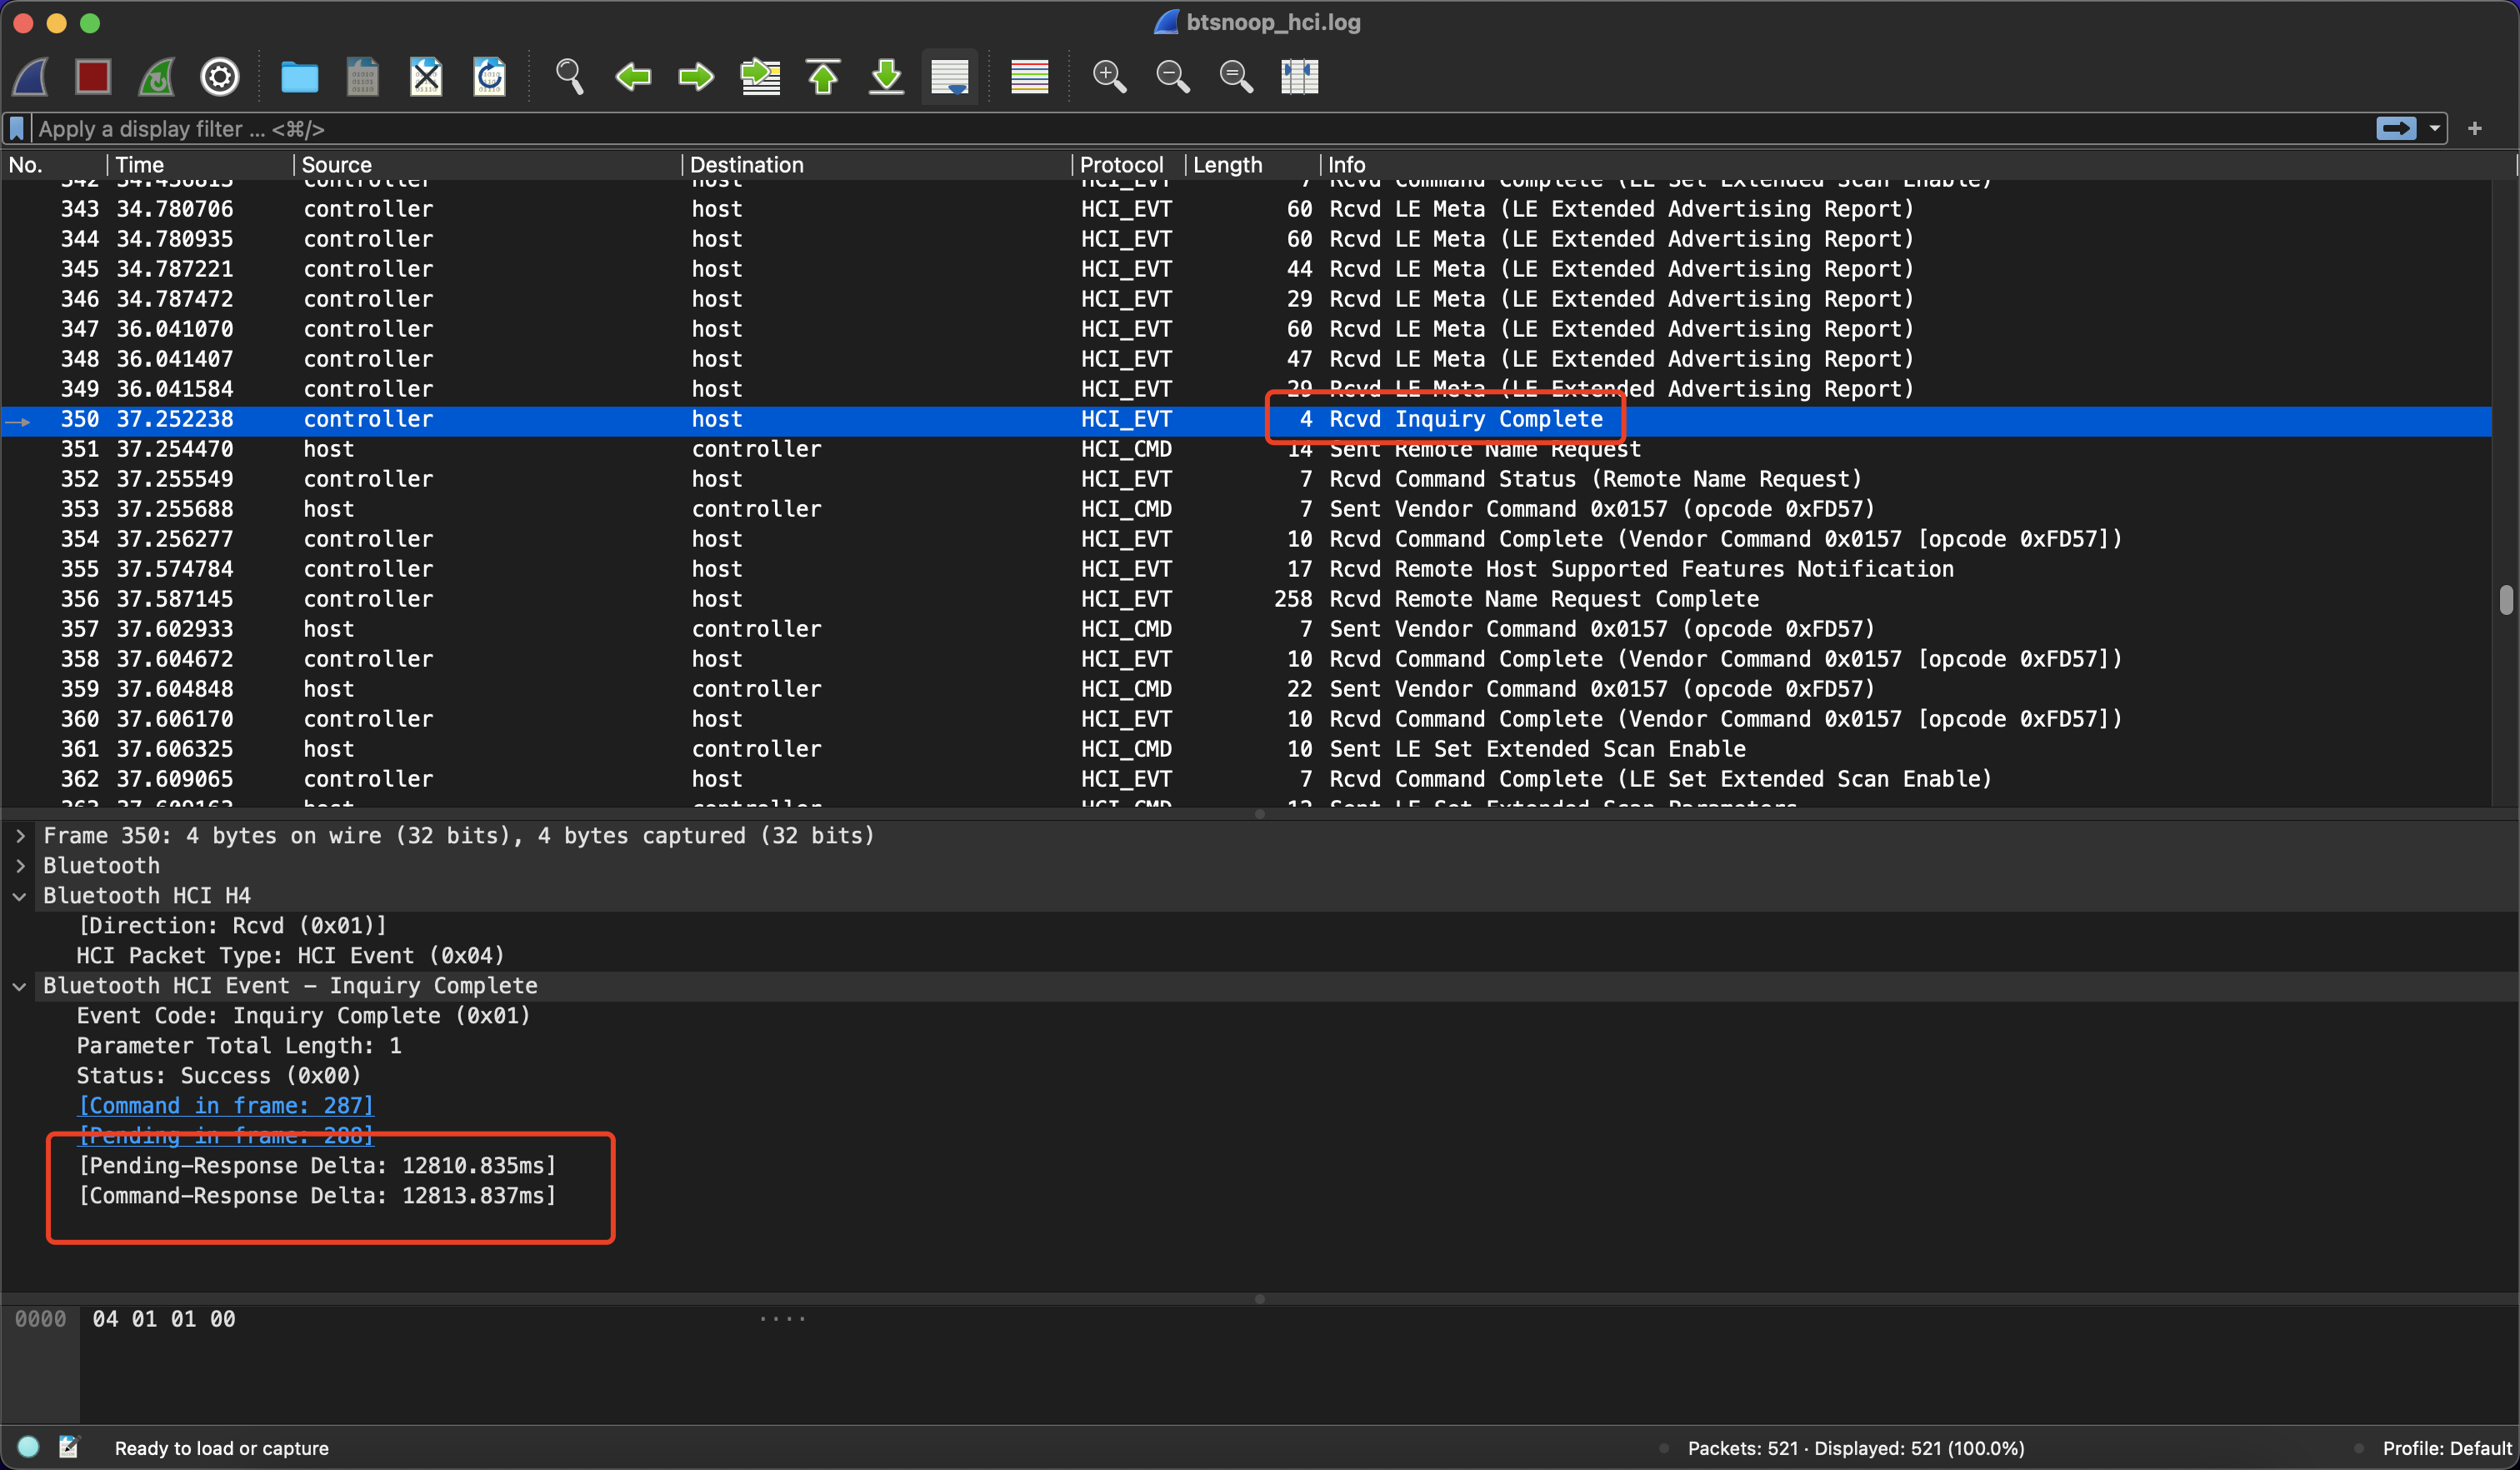 btsnoop_hci.log
Apply a display filter ... <⌘/>
No. Time Source Destination Protocol Length Info
342 34.456813 controller host HCI_EVT 7 Rcvd Command Complete (LE Set Extended Scan Enable)
343 34.780706 controller host HCI_EVT 60 Rcvd LE Meta (LE Extended Advertising Report)
344 34.780935 controller host HCI_EVT 60 Rcvd LE Meta (LE Extended Advertising Report)
345 34.787221 controller host HCI_EVT 44 Rcvd LE Meta (LE Extended Advertising Report)
346 34.787472 controller host HCI_EVT 29 Rcvd LE Meta (LE Extended Advertising Report)
347 36.041070 controller host HCI_EVT 60 Rcvd LE Meta (LE Extended Advertising Report)
348 36.041407 controller host HCI_EVT 47 Rcvd LE Meta (LE Extended Advertising Report)
349 36.041584 controller host HCI_EVT 29 Rcvd LE Meta (LE Extended Advertising Report)
350 37.252238 controller host HCI_EVT 4 Rcvd Inquiry Complete
351 37.254470 host controller HCI_CMD 14 Sent Remote Name Request
352 37.255549 controller host HCI_EVT 7 Rcvd Command Status (Remote Name Request)
353 37.255688 host controller HCI_CMD 7 Sent Vendor Command 0x0157 (opcode 0xFD57)
354 37.256277 controller host HCI_EVT 10 Rcvd Command Complete (Vendor Command 0x0157 [opcode 0xFD57])
355 37.574784 controller host HCI_EVT 17 Rcvd Remote Host Supported Features Notification
356 37.587145 controller host HCI_EVT 258 Rcvd Remote Name Request Complete
357 37.602933 host controller HCI_CMD 7 Sent Vendor Command 0x0157 (opcode 0xFD57)
358 37.604672 controller host HCI_EVT 10 Rcvd Command Complete (Vendor Command 0x0157 [opcode 0xFD57])
359 37.604848 host controller HCI_CMD 22 Sent Vendor Command 0x0157 (opcode 0xFD57)
360 37.606170 controller host HCI_EVT 10 Rcvd Command Complete (Vendor Command 0x0157 [opcode 0xFD57])
361 37.606325 host controller HCI_CMD 10 Sent LE Set Extended Scan Enable
362 37.609065 controller host HCI_EVT 7 Rcvd Command Complete (LE Set Extended Scan Enable)
363 37.609163 host controller HCI_CMD 12 Sent LE Set Extended Scan Parameters
Frame 350: 4 bytes on wire (32 bits), 4 bytes captured (32 bits)
Bluetooth
Bluetooth HCI H4
[Direction: Rcvd (0x01)]
HCI Packet Type: HCI Event (0x04)
Bluetooth HCI Event – Inquiry Complete
Event Code: Inquiry Complete (0x01)
Parameter Total Length: 1
Status: Success (0x00)
[Command in frame: 287]
[Pending in frame: 288]
[Pending–Response Delta: 12810.835ms]
[Command–Response Delta: 12813.837ms]
0000 04 01 01 00 ····
Ready to load or capture
Packets: 521 · Displayed: 521 (100.0%)
Profile: Default